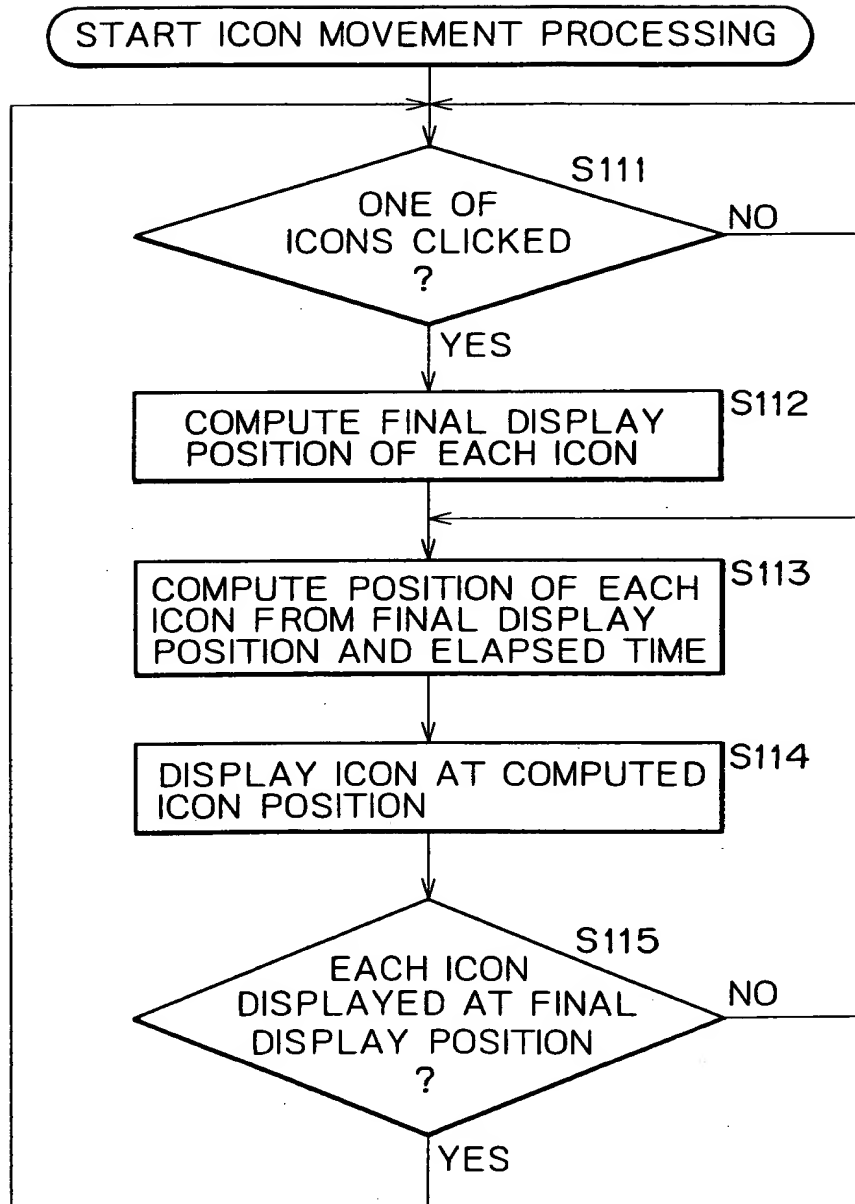 START ICON MOVEMENT PROCESSING
S111
ONE OF
ICONS CLICKED
?
NO
YES
S112
COMPUTE FINAL DISPLAY
POSITION OF EACH ICON
S113
COMPUTE POSITION OF EACH
ICON FROM FINAL DISPLAY
POSITION AND ELAPSED TIME
S114
DISPLAY ICON AT COMPUTED
ICON POSITION
S115
EACH ICON
DISPLAYED AT FINAL
DISPLAY POSITION
?
NO
YES